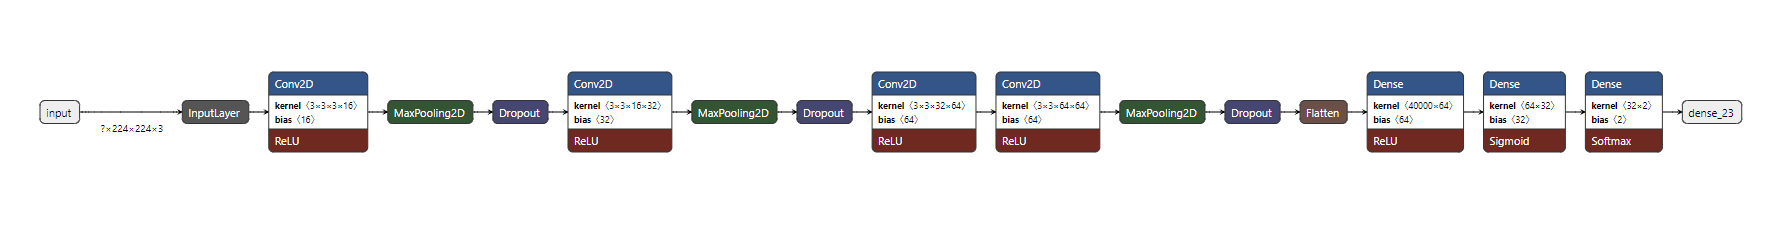 input
?×224×224×3
InputLayer
Conv2D
kernel ⟨3×3×3×16⟩
bias ⟨16⟩
ReLU
MaxPooling2D
Dropout
Conv2D
kernel ⟨3×3×16×32⟩
bias ⟨32⟩
ReLU
MaxPooling2D
Dropout
Conv2D
kernel ⟨3×3×32×64⟩
bias ⟨64⟩
ReLU
Conv2D
kernel ⟨3×3×64×64⟩
bias ⟨64⟩
ReLU
MaxPooling2D
Dropout
Flatten
Dense
kernel ⟨40000×64⟩
bias ⟨64⟩
ReLU
Dense
kernel ⟨64×32⟩
bias ⟨32⟩
Sigmoid
Dense
kernel ⟨32×2⟩
bias ⟨2⟩
Softmax
dense_23